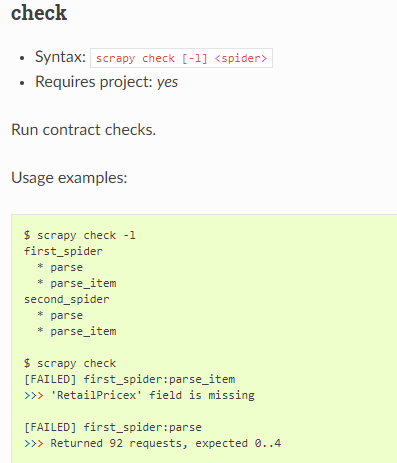 check
• Syntax: scrapy check [-l] <spider>
• Requires project: yes
Run contract checks.
Usage examples:
$ scrapy check -l
first_spider
  * parse
  * parse_item
second_spider
  * parse
  * parse_item

$ scrapy check
[FAILED] first_spider:parse_item
>>> 'RetailPricex' field is missing

[FAILED] first_spider:parse
>>> Returned 92 requests, expected 0..4